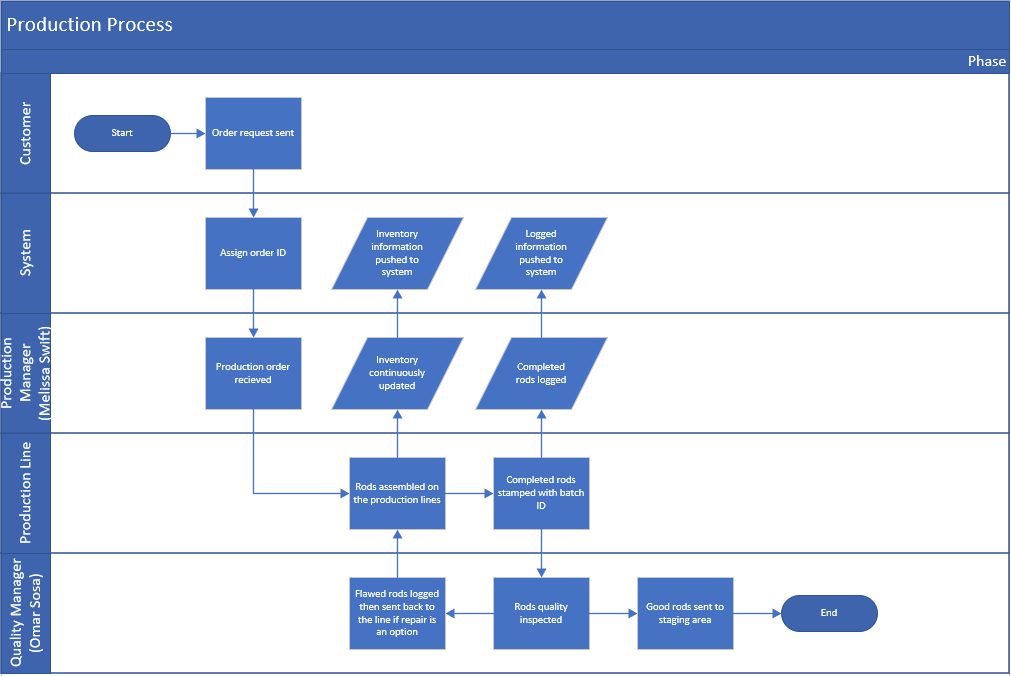 Production Process
Phase
Customer
Start
Order request sent
System
Assign order ID
Inventory
information
pushed to
system
Logged
information
pushed to
system
Production
Manager
(Melissa Swift)
Production order
recieved
Inventory
continuously
updated
Completed
rods logged
Production Line
Rods assembled on
the production lines
Completed rods
stamped with batch
ID
Quality Manager
(Omar Sosa)
Flawed rods logged
then sent back to
the line if repair is
an option
Rods quality
inspected
Good rods sent to
staging area
End